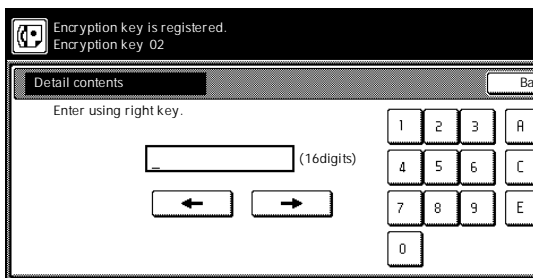 Encryption key is registered.
Encryption key 02
Detail contents
Ba
Enter using right key.
1 2 3 A
_ (16digits)
4 5 6 C
7 8 9 E
0